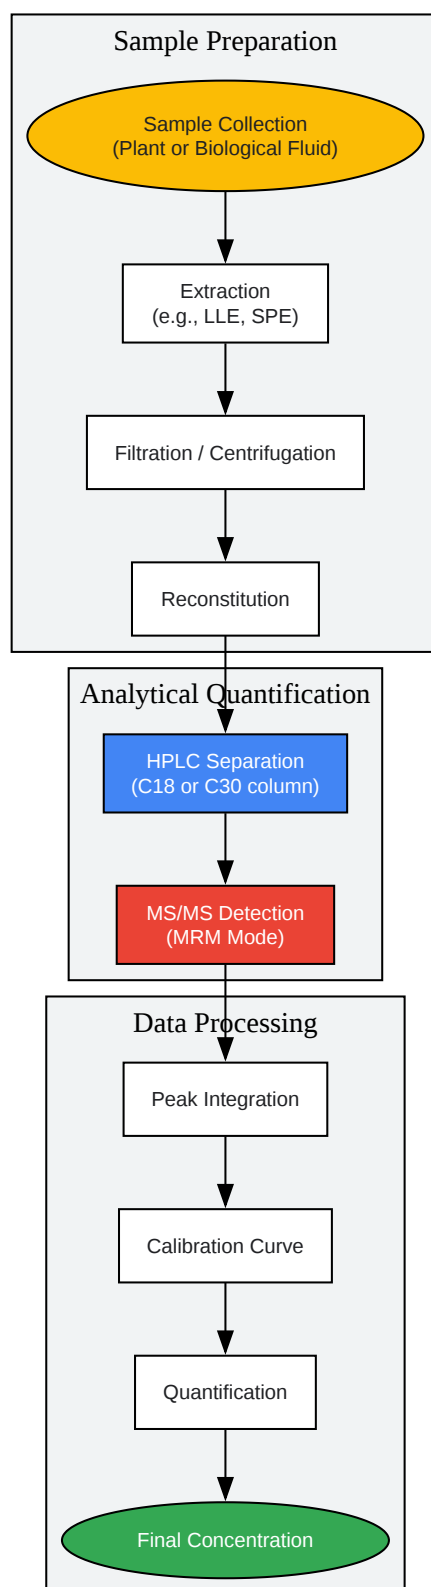 Sample Preparation
Sample Collection
(Plant or Biological Fluid)
Extraction
(e.g., LLE, SPE)
Filtration / Centrifugation
Reconstitution
Analytical Quantification
HPLC Separation
(C18 or C30 column)
MS/MS Detection
(MRM Mode)
Data Processing
Peak Integration
Calibration Curve
Quantification
Final Concentration